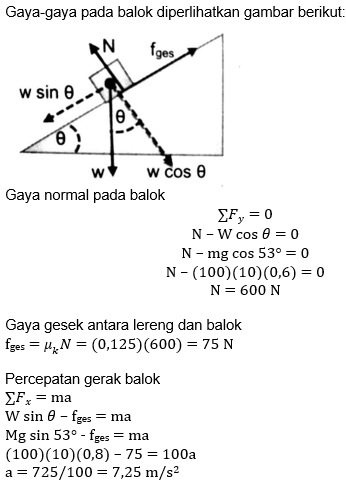 Gaya-gaya pada balok diperlihatkan gambar berikut:
N
fges
w sin θ
θ
θ
w
w cos θ
Gaya normal pada balok
∑Fy = 0
N – W cos θ = 0
N – mg cos 53° = 0
N – (100)(10)(0,6) = 0
N = 600 N
Gaya gesek antara lereng dan balok
fges = μkN = (0,125)(600) = 75 N
Percepatan gerak balok
∑Fx = ma
W sin θ – fges = ma
Mg sin 53° - fges = ma
(100)(10)(0,8) – 75 = 100a
a = 725/100 = 7,25 m/s²